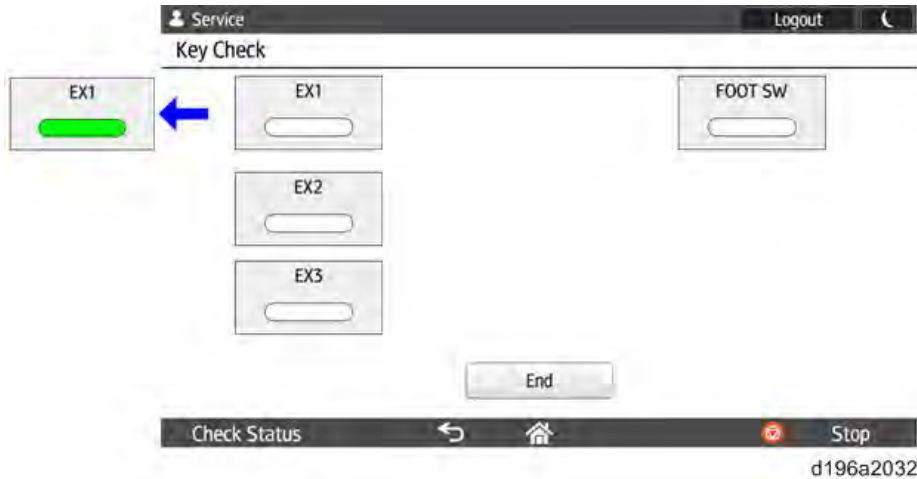 Service
Logout
Key Check
EX1
EX1
FOOT SW
EX2
EX3
End
Check Status
Stop
d196a2032